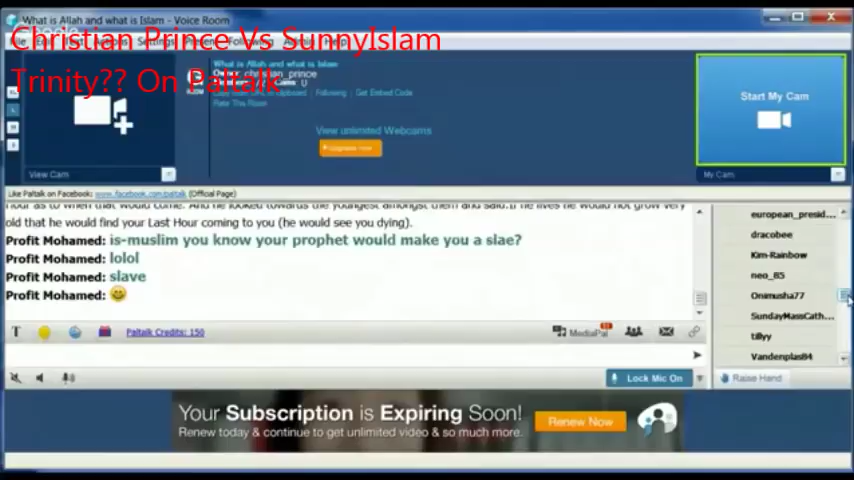 What is Allah and what is Islam - Voice Room
Christian Prince Vs SunnyIslam
Trinity?? On Paltalk
What is Allah and what is Islam
christian_prince
Following | Get Embed Code
Rate This Room
View unlimited Webcams
Upgrade now
Start My Cam
View Cam
My Cam
Like Paltalk on Facebook: www.facebook.com/paltalk (Official Page)
hour as to when that would come. And he looked towards the youngest amongst them and said: If he lives he would not grow very
old that he would find your Last Hour coming to you (he would see you dying).
Profit Mohamed: is-muslim you know your prophet would make you a slae?
Profit Mohamed: lolol
Profit Mohamed: slave
Profit Mohamed:
european_presid...
dracobee
Kim-Rainbow
neo_85
Onimusha77
SundayMassCath...
tillyy
Vandenplas84
T
Paltalk Credits: 150
MediaPal
Lock Mic On
Raise Hand
Your Subscription is Expiring Soon!
Renew today & continue to get unlimited video & so much more.
Renew Now